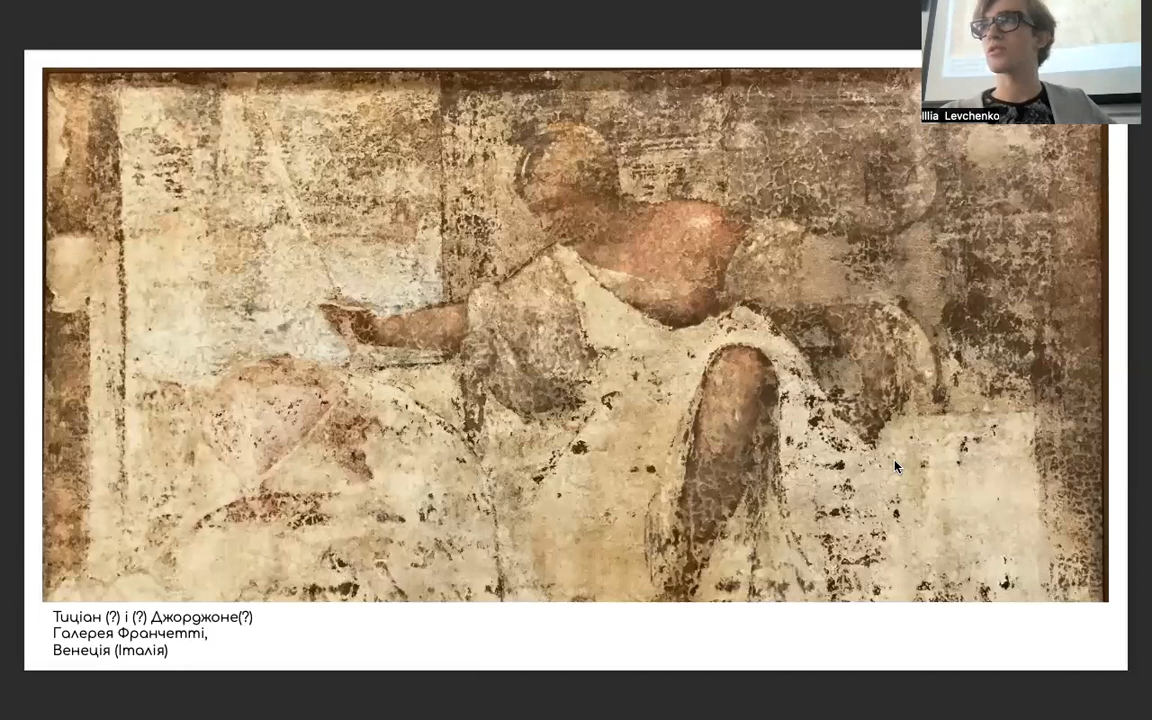 Illia Levchenko
Тиціан (?) і (?) Джорджоне(?)
Галерея Франчетті,
Венеція (Італія)